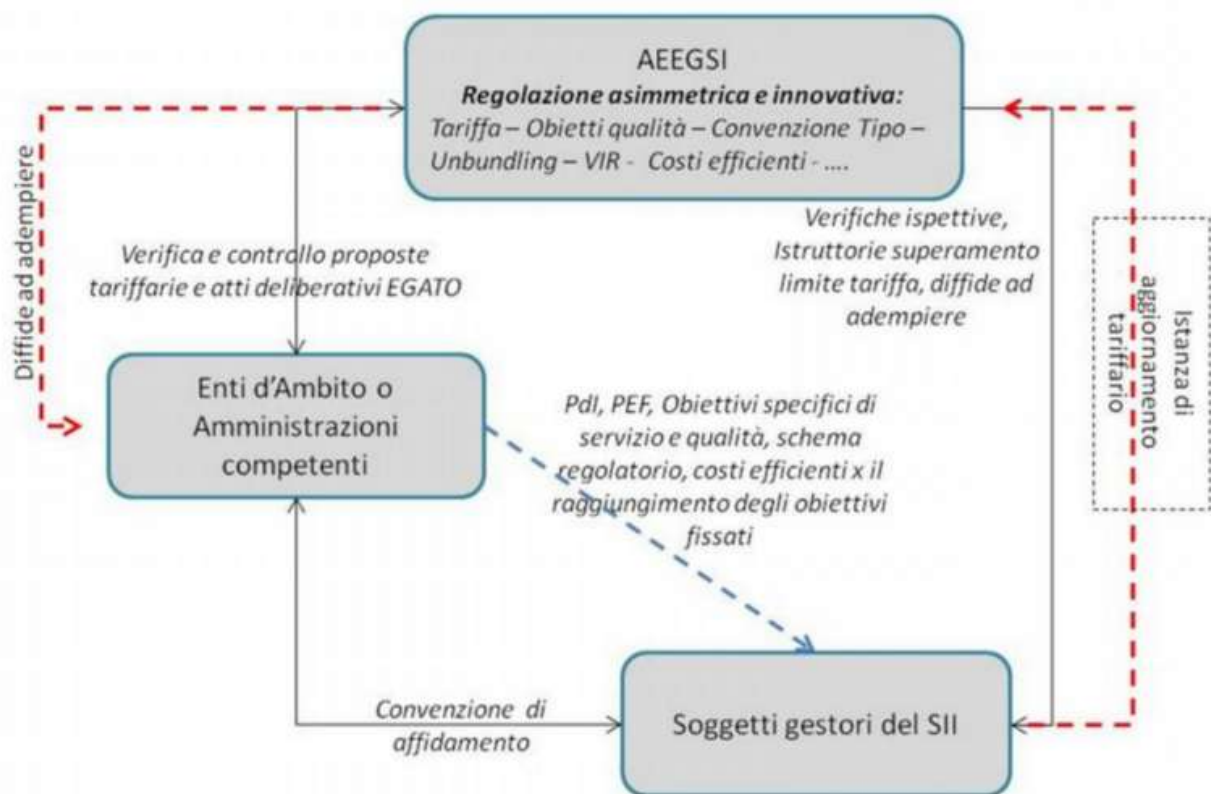 AEEGSI
Regolazione asimmetrica e innovativa:
Tariffa – Obietti qualità – Convenzione Tipo –
Unbundling – VIR - Costi efficienti - ....
Diffide ad adempiere
Verifica e controllo proposte
tariffarie e atti deliberativi EGATO
Verifiche ispettive,
Istruttorie superamento
limite tariffa, diffide ad
adempiere
Istanza di
aggiornamento
tariffario
Enti d’Ambito o
Amministrazioni
competenti
PdI, PEF, Obiettivi specifici di
servizio e qualità, schema
regolatorio, costi efficienti x il
raggiungimento degli obiettivi
fissati
Convenzione di
affidamento
Soggetti gestori del SII